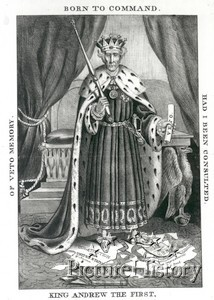 BORN TO COMMAND.
OF VETO MEMORY.
HAD I BEEN CONSULTED.
KING ANDREW THE FIRST.
PictureHistory